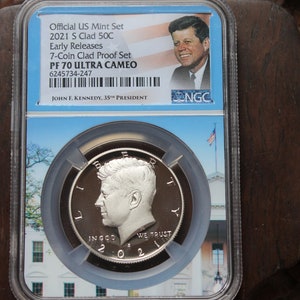 Official US Mint Set
2021 S Clad 50C
Early Releases
7-Coin Clad Proof Set
PF 70 ULTRA CAMEO
6245734-247
NGC
JOHN F. KENNEDY, 35TH PRESIDENT
LIBERTY
IN GOD WE TRUST
S
2021